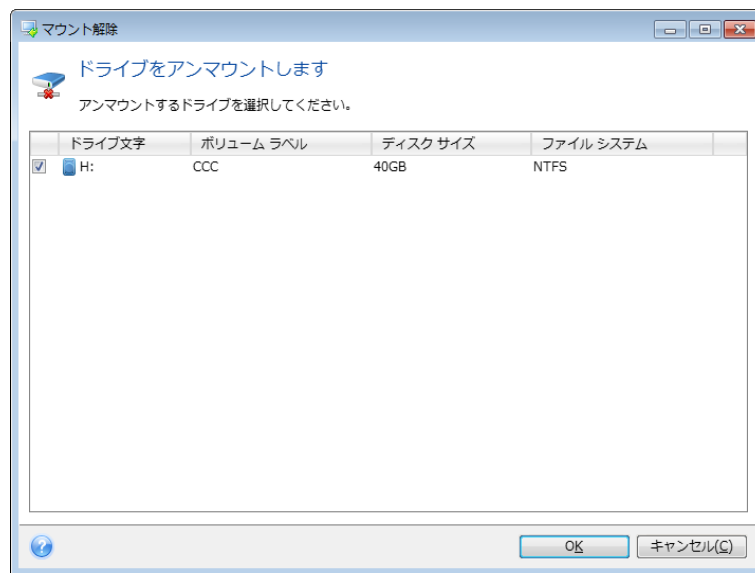 マウント解除
ドライブをアンマウントします
アンマウントするドライブを選択してください。
ドライブ文字 ボリューム ラベル ディスク サイズ ファイル システム
H: CCC 40GB NTFS
OK キャンセル(C)